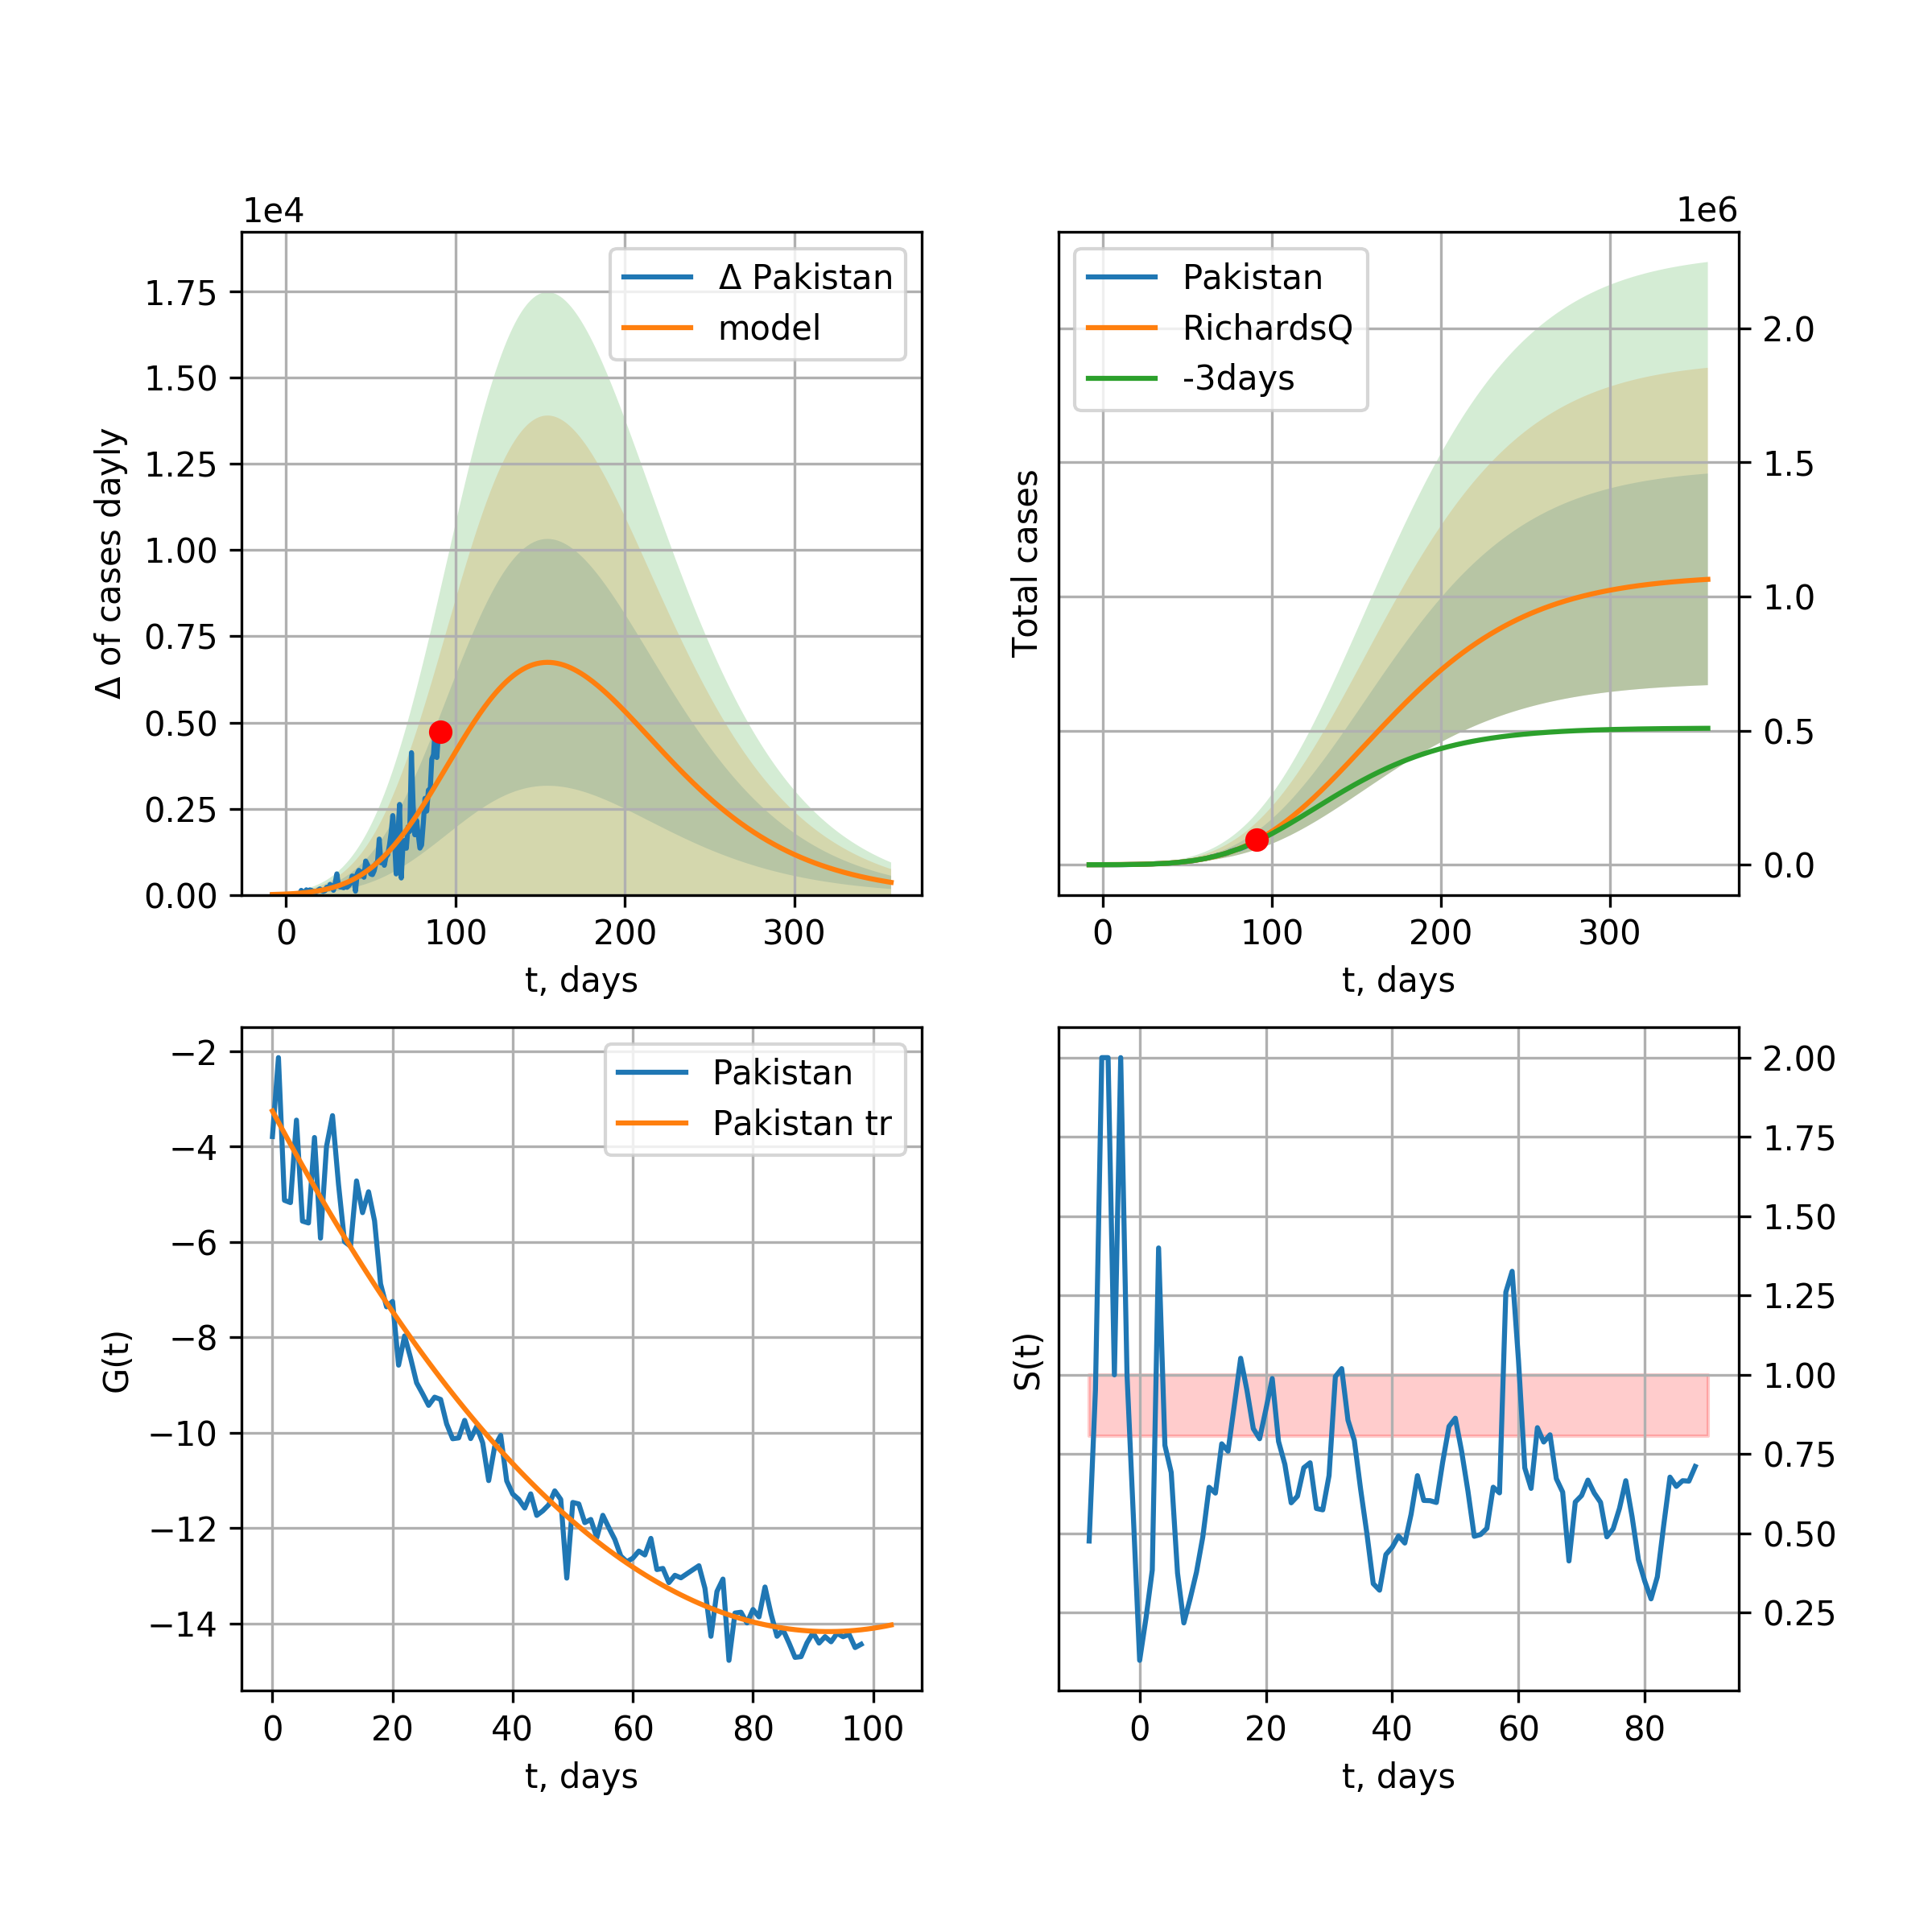 1e4
Δ of cases dayly
1.75
1.50
1.25
1.00
0.75
0.50
0.25
0.00
Δ Pakistan
model
0 100 200 300
t, days
1e6
Total cases
Pakistan
RichardsQ
-3days
2.0
1.5
1.0
0.5
0.0
0 100 200 300
t, days
G(t)
−2
−4
−6
−8
−10
−12
−14
Pakistan
Pakistan tr
0 20 40 60 80 100
t, days
S(t)
2.00
1.75
1.50
1.25
1.00
0.75
0.50
0.25
0 20 40 60 80
t, days